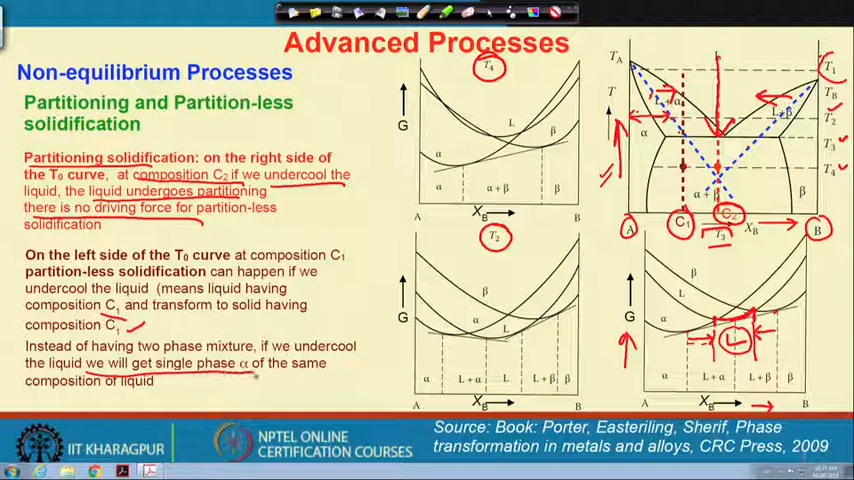 Advanced Processes
Non-equilibrium Processes
Partitioning and Partition-less
solidification
Partitioning solidification: on the right side of
the T0 curve, at composition C2 if we undercool the
liquid, the liquid undergoes partitioning
there is no driving force for partition-less
solidification
On the left side of the T0 curve at composition C1
partition-less solidification can happen if we
undercool the liquid (means liquid having
composition C1 and transform to solid having
composition C1
Instead of having two phase mixture, if we undercool
the liquid we will get single phase α of the same
composition of liquid
T4
G
α
L
β
α
α + β
β
A
XB
B
T2
G
β
α
L
α
L + α
L
L + β
β
A
XB
B
TA
T1
TB
T
L + α
L + β
T2
α
T3
T4
α + β
β
A
C1
C2
XB
B
T3
β
L
G
α
L
α
L + α
L + β
β
A
XB
B
Source: Book: Porter, Easteriling, Sherif, Phase
transformation in metals and alloys, CRC Press, 2009
IIT KHARAGPUR
NPTEL ONLINE
CERTIFICATION COURSES